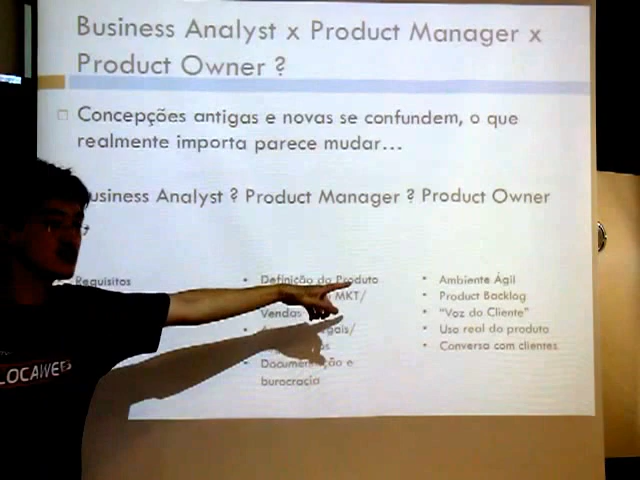 Business Analyst x Product Manager x
Product Owner ?
Concepções antigas e novas se confundem, o que
realmente importa parece mudar...
usiness Analyst ? Product Manager ? Product Owner
Requisitos
• Definição do Produto
MKT/
Vendas
• Documentação e
burocracia
• Ambiente Ágil
• Product Backlog
• "Voz do Cliente"
• Uso real do produto
• Conversa com clientes
LOCAWEB